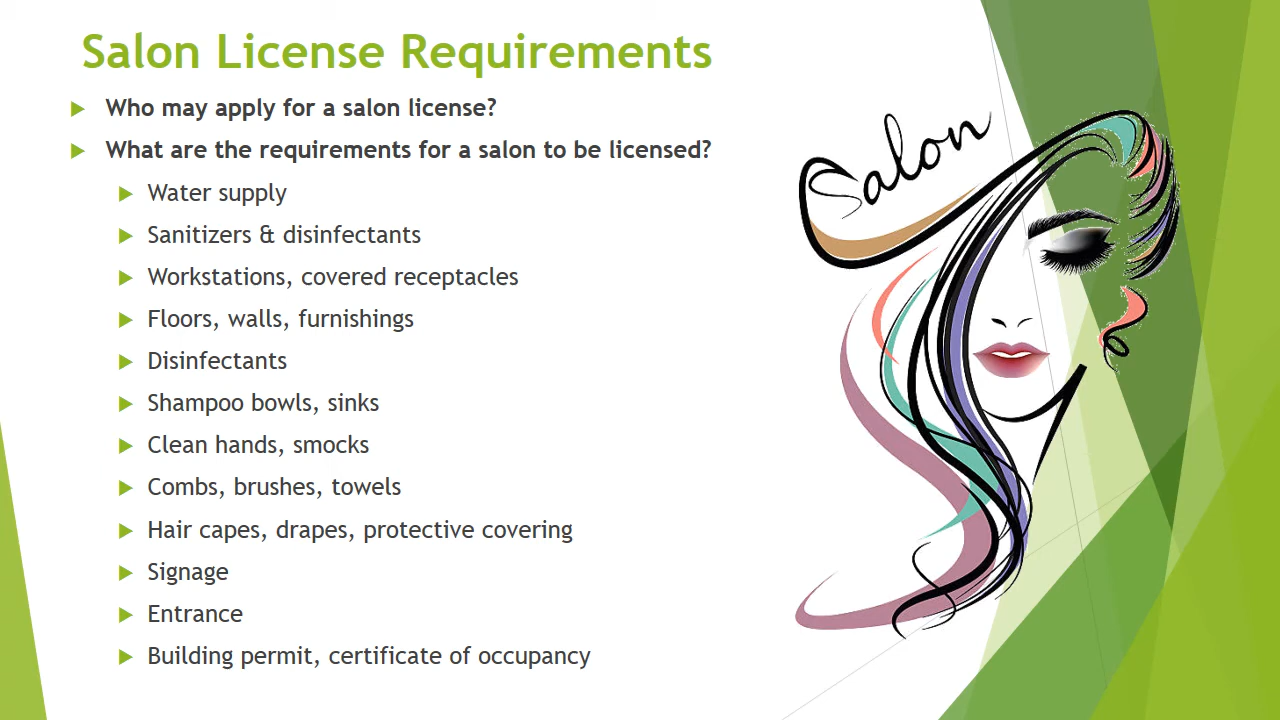 Salon License Requirements
Who may apply for a salon license?
What are the requirements for a salon to be licensed?
Water supply
Sanitizers & disinfectants
Workstations, covered receptacles
Floors, walls, furnishings
Disinfectants
Shampoo bowls, sinks
Clean hands, smocks
Combs, brushes, towels
Hair capes, drapes, protective covering
Signage
Entrance
Building permit, certificate of occupancy
Salon